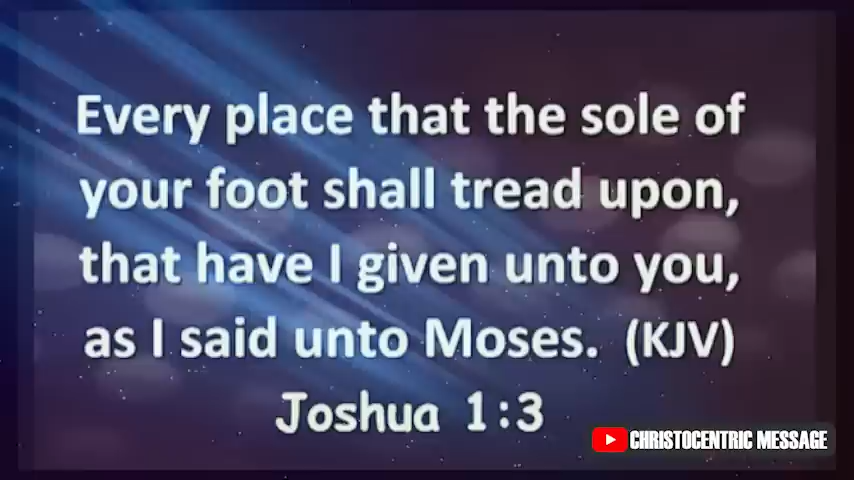 Every place that the sole of
your foot shall tread upon,
that have I given unto you,
as I said unto Moses. (KJV)
Joshua 1:3
CHRISTOCENTRIC MESSAGE